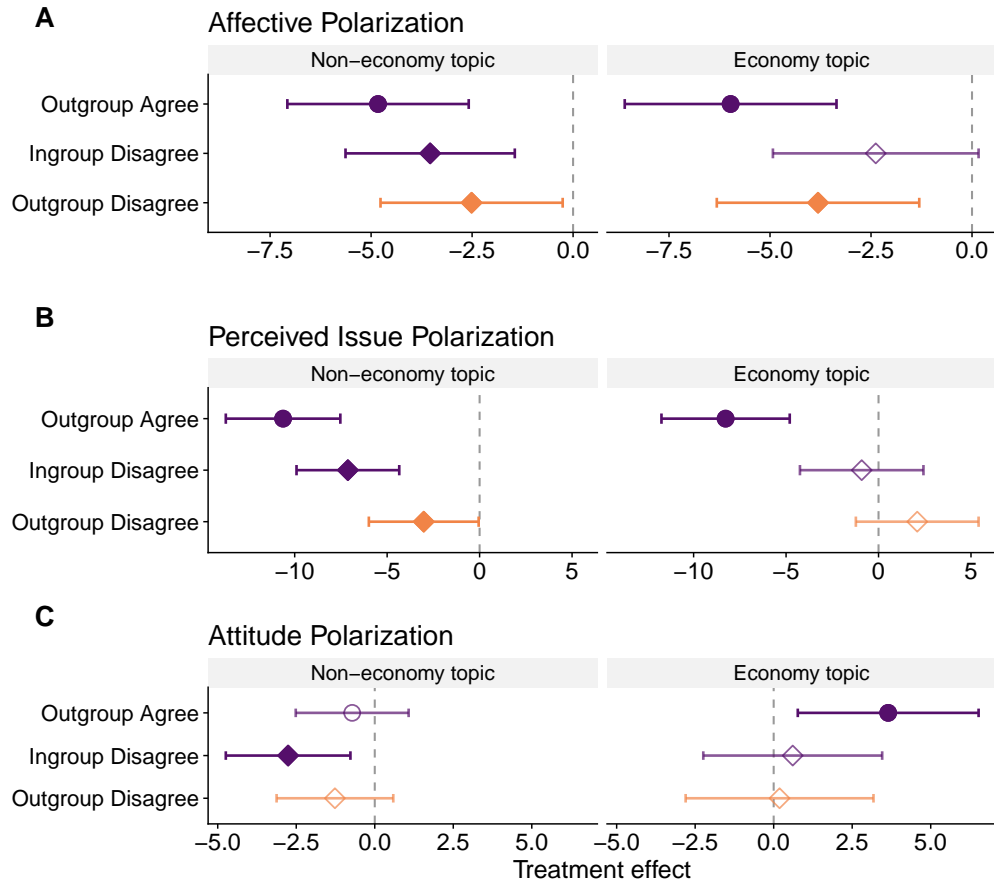 A
Affective Polarization
Non−economy topic
Economy topic
Outgroup Agree
Ingroup Disagree
Outgroup Disagree
−7.5 −5.0 −2.5 0.0 −7.5 −5.0 −2.5 0.0
B
Perceived Issue Polarization
Non−economy topic
Economy topic
Outgroup Agree
Ingroup Disagree
Outgroup Disagree
−10 −5 0 5 −10 −5 0 5
C
Attitude Polarization
Non−economy topic
Economy topic
Outgroup Agree
Ingroup Disagree
Outgroup Disagree
−5.0 −2.5 0.0 2.5 5.0 −5.0 −2.5 0.0 2.5 5.0
Treatment effect